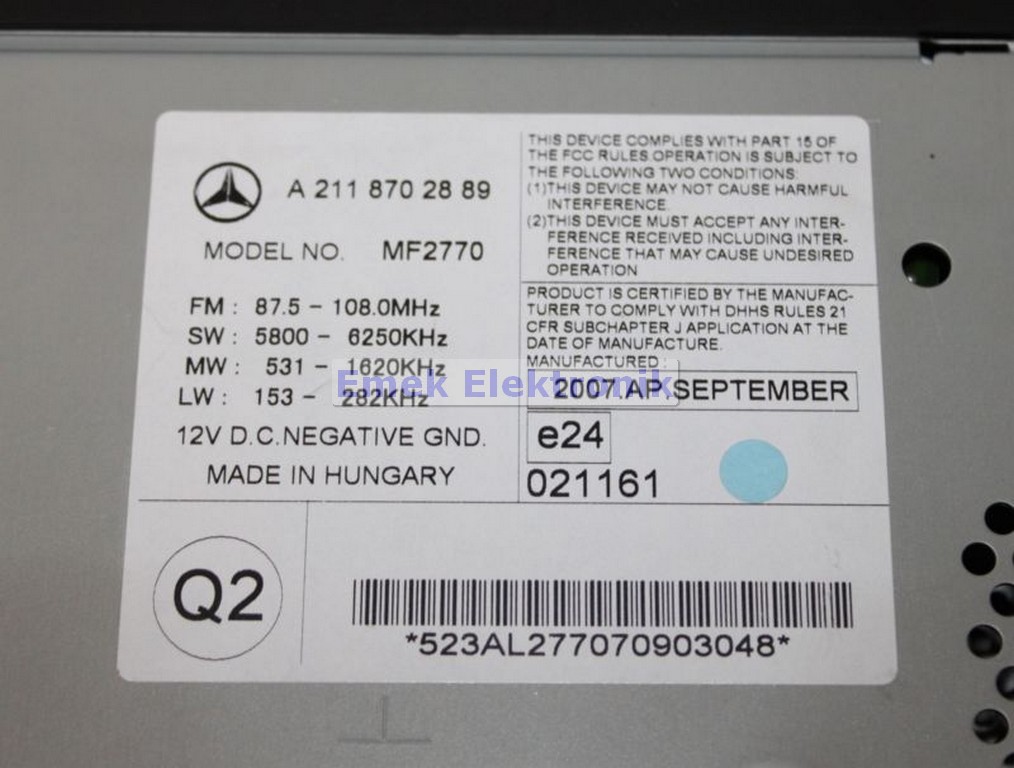 A 211 870 28 89
MODEL NO. MF2770
FM : 87.5 - 108.0MHz
SW : 5800 - 6250KHz
MW : 531 - 1620KHz
LW : 153 - 282KHz
12V D.C.NEGATIVE GND.
MADE IN HUNGARY
THIS DEVICE COMPLIES WITH PART 15 OF
THE FCC RULES OPERATION IS SUBJECT TO
THE FOLLOWING TWO CONDITIONS:
(1)THIS DEVICE MAY NOT CAUSE HARMFUL
INTERFERENCE.
(2)THIS DEVICE MUST ACCEPT ANY INTER-
FERENCE RECEIVED INCLUDING INTER-
FERENCE THAT MAY CAUSE UNDESIRED
OPERATION
PRODUCT IS CERTIFIED BY THE MANUFAC-
TURER TO COMPLY WITH DHHS RULES 21
CFR SUBCHAPTER J APPLICATION AT THE
DATE OF MANUFACTURE.
MANUFACTURED :
2007.AP.SEPTEMBER
e24
021161
Emek Elektronik
Q2
*523AL277070903048*